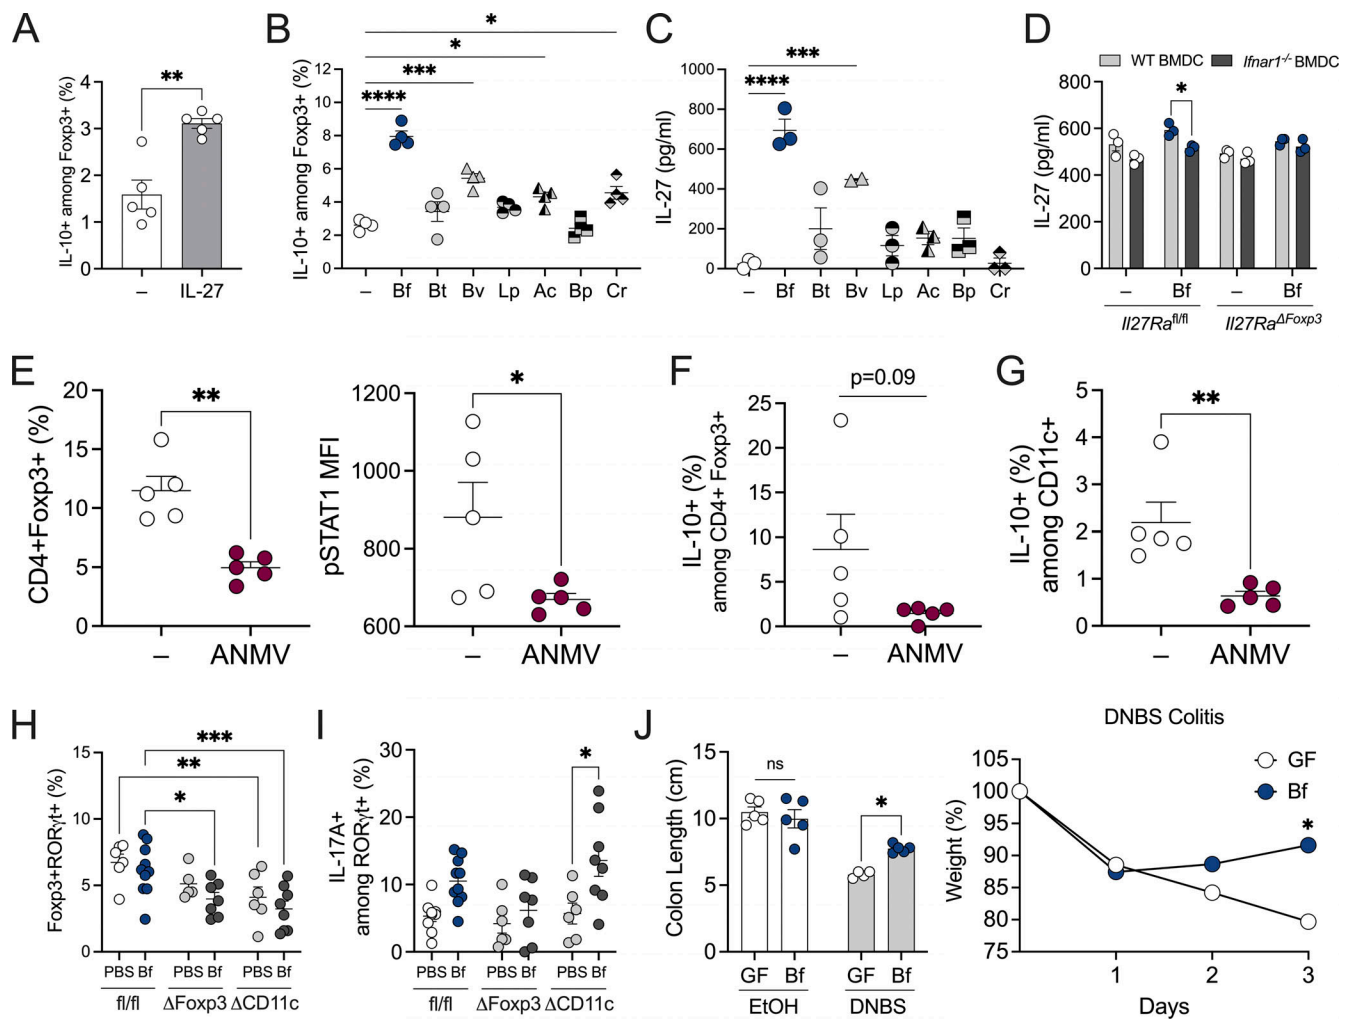 A
IL-10+ among Foxp3+ (%)
4
3
2
1
0
**
–
IL-27
B
IL-10+ among Foxp3+ (%)
12
10
8
6
4
2
0
*
*
***
****
–
Bf
Bt
Bv
Lp
Ac
Bp
Cr
C
IL-27 (pg/ml)
1000
800
600
400
200
0
***
****
–
Bf
Bt
Bv
Lp
Ac
Bp
Cr
D
WT BMDC
Ifnar1-/- BMDC
IL-27 (pg/ml)
800
600
400
200
0
*
–
Bf
–
Bf
Il27Rafl/fl
Il27RaΔFoxp3
E
CD4+Foxp3+ (%)
20
15
10
5
0
**
–
ANMV
pSTAT1 MFI
1200
1000
800
600
*
–
ANMV
F
IL-10+ (%)
among CD4+ Foxp3+
25
20
15
10
5
0
p=0.09
–
ANMV
G
IL-10+ (%)
among CD11c+
5
4
3
2
1
0
**
–
ANMV
H
Foxp3+RORγt+ (%)
15
10
5
0
***
**
*
PBS Bf
PBS Bf
PBS Bf
fl/fl
ΔFoxp3
ΔCD11c
I
IL-17A+
among RORγt+ (%)
30
20
10
0
*
PBS Bf
PBS Bf
PBS Bf
fl/fl
ΔFoxp3
ΔCD11c
J
Colon Length (cm)
15
10
5
0
ns
*
GF
Bf
GF
Bf
EtOH
DNBS
DNBS Colitis
Weight (%)
105
100
95
90
85
80
75
GF
Bf
*
1
2
3
Days